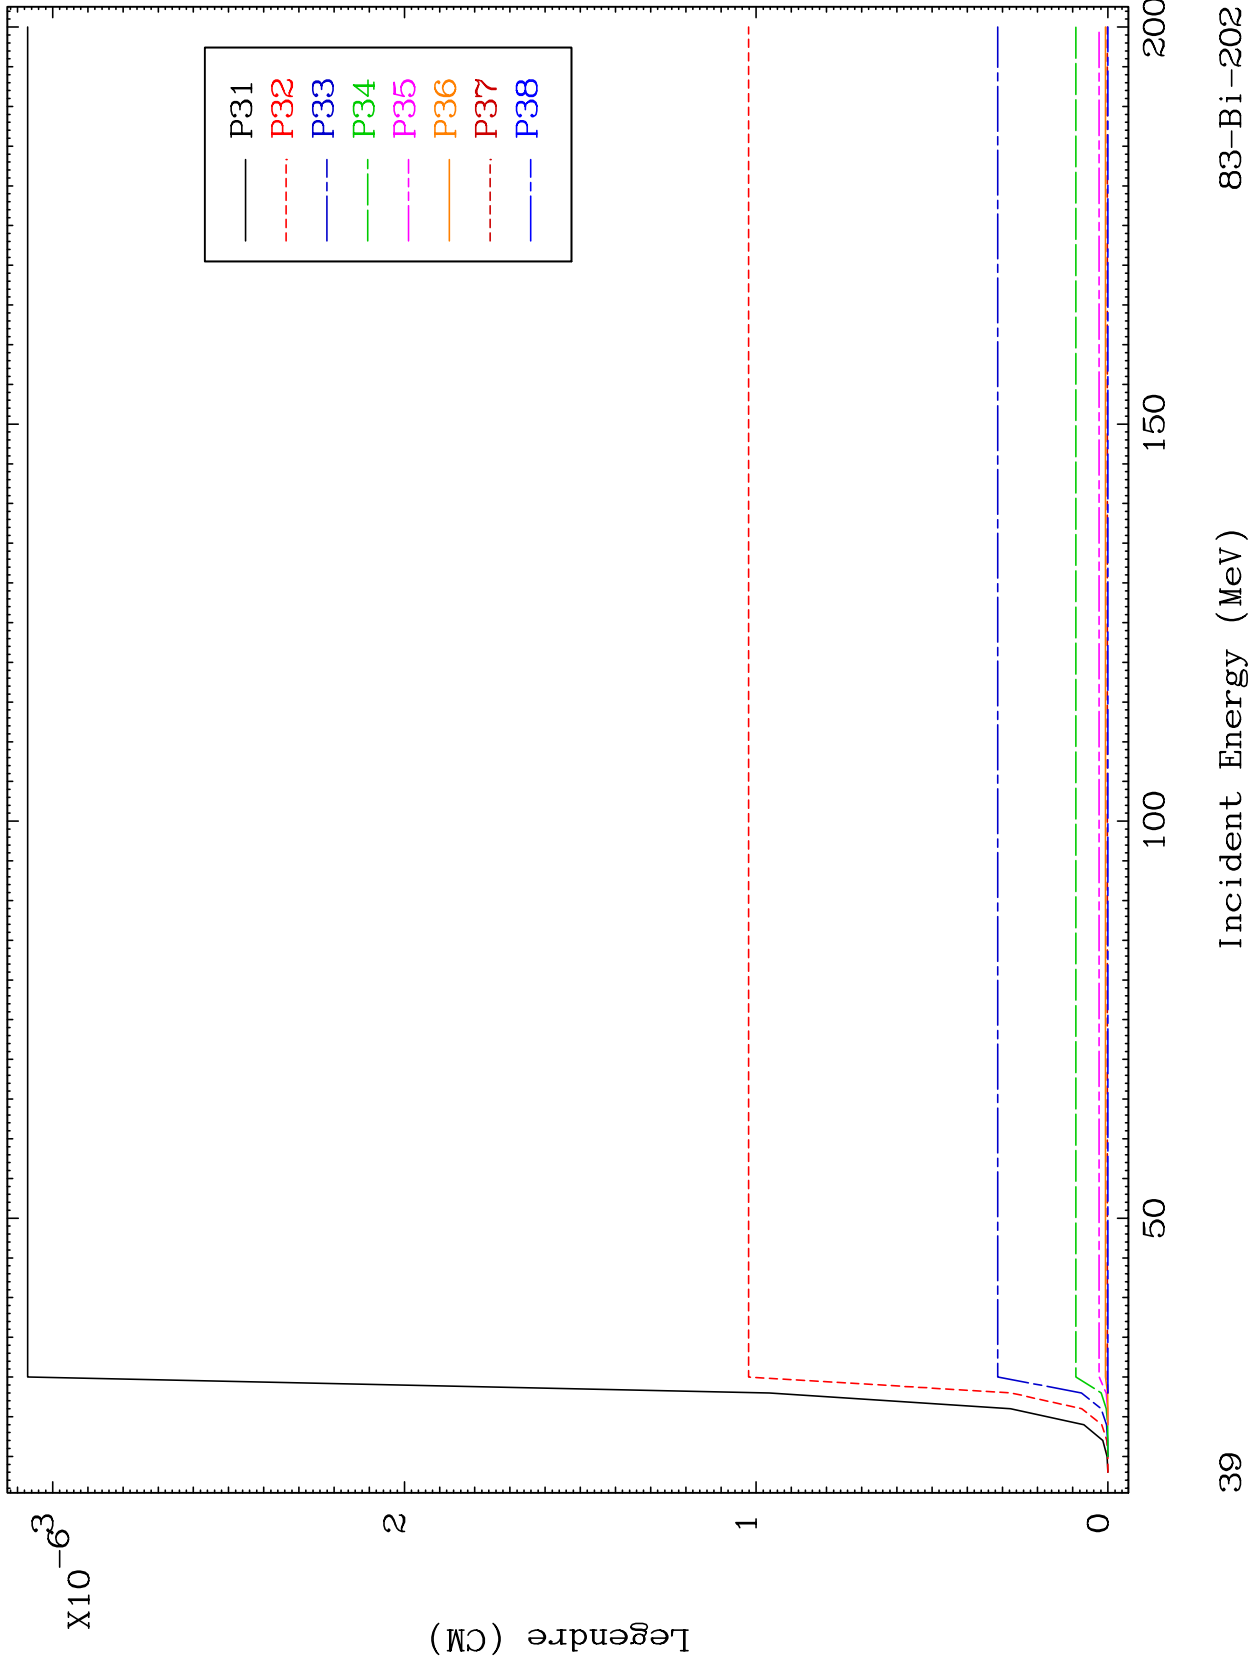 X10-6
3
2
1
0
Legendre (CM)
P31
P32
P33
P34
P35
P36
P37
P38
50
100
150
200
Incident Energy (MeV)
39
83-Bi-202